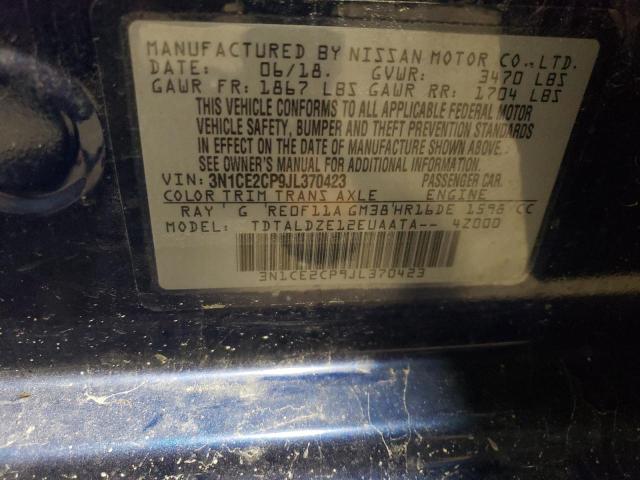 MANUFACTURED BY NISSAN MOTOR CO., LTD.
DATE: 06/18. GVWR: 3470 LBS
GAWR FR: 1867 LBS GAWR RR: 1704 LBS
THIS VEHICLE CONFORMS TO ALL APPLICABLE FEDERAL MOTOR
VEHICLE SAFETY, BUMPER AND THEFT PREVENTION STANDARDS
IN EFFECT ON THE DATE OF MANUFACTURE SHOWN ABOVE.
SEE OWNER'S MANUAL FOR ADDITIONAL INFORMATION.
VIN: 3N1CE2CP9JL370423 PASSENGER CAR.
COLOR TRIM TRANS AXLE ENGINE
RAY G RE0F11A GM38 HR16DE 1598 CC
MODEL: TDTALDZE12EUAATA-- 4Z000
3N1CE2CP9JL370423